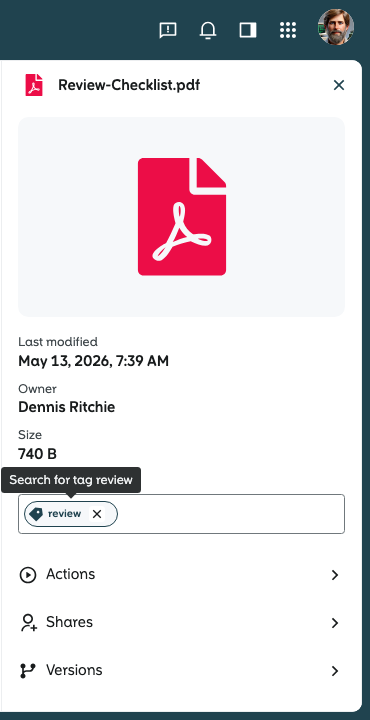 Review-Checklist.pdf
Last modified
May 13, 2026, 7:39 AM
Owner
Dennis Ritchie
Size
740 B
Search for tag review
review
Actions
Shares
Versions